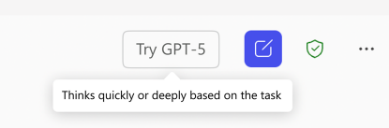 Try GPT-5
Thinks quickly or deeply based on the task